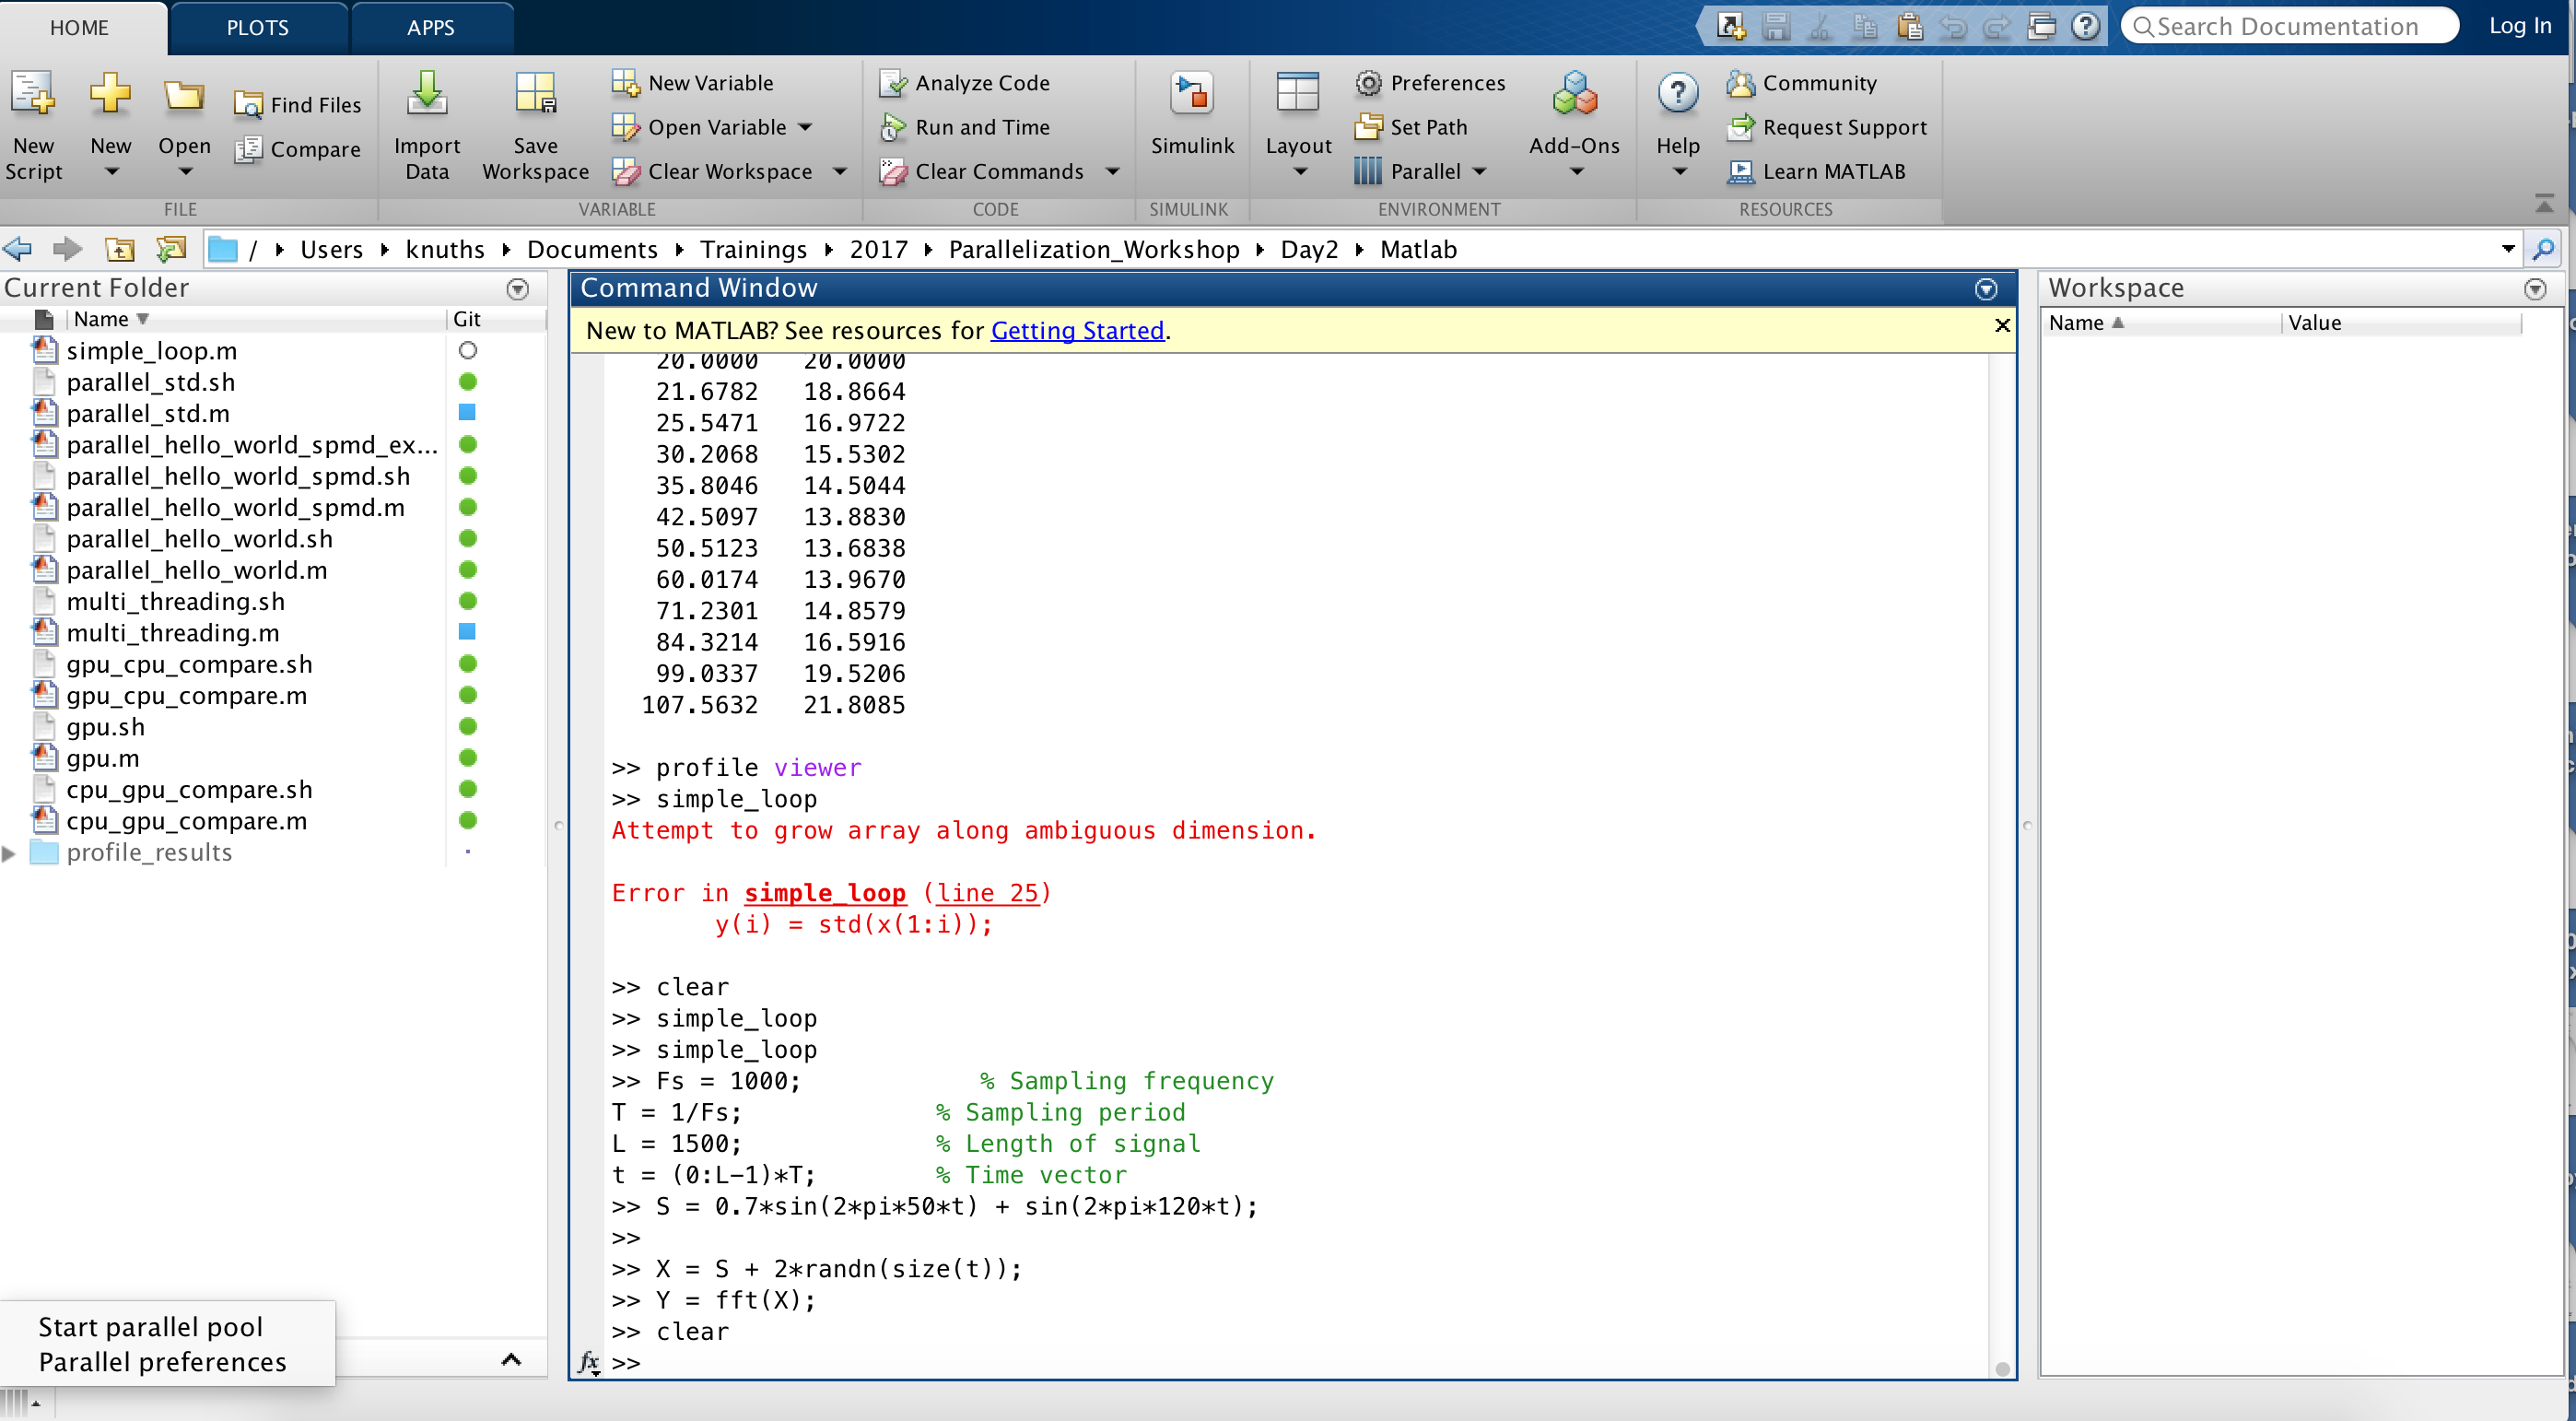 HOME PLOTS APPS Search Documentation Log In
New Script New Open Find Files Compare
FILE
Import Data Save Workspace New Variable Open Variable Clear Workspace
VARIABLE
Analyze Code Run and Time Clear Commands
CODE
Simulink
SIMULINK
Layout Preferences Set Path Parallel Add-Ons
ENVIRONMENT
Help Community Request Support Learn MATLAB
RESOURCES
/ Users knuths Documents Trainings 2017 Parallelization_Workshop Day2 Matlab
Current Folder
Name Git
simple_loop.m
parallel_std.sh
parallel_std.m
parallel_hello_world_spmd_ex...
parallel_hello_world_spmd.sh
parallel_hello_world_spmd.m
parallel_hello_world.sh
parallel_hello_world.m
multi_threading.sh
multi_threading.m
gpu_cpu_compare.sh
gpu_cpu_compare.m
gpu.sh
gpu.m
cpu_gpu_compare.sh
cpu_gpu_compare.m
profile_results
Start parallel pool
Parallel preferences
Command Window
New to MATLAB? See resources for Getting Started.
20.0000 20.0000
21.6782 18.8664
25.5471 16.9722
30.2068 15.5302
35.8046 14.5044
42.5097 13.8830
50.5123 13.6838
60.0174 13.9670
71.2301 14.8579
84.3214 16.5916
99.0337 19.5206
107.5632 21.8085
>> profile viewer
>> simple_loop
Attempt to grow array along ambiguous dimension.
Error in simple_loop (line 25)
y(i) = std(x(1:i));
>> clear
>> simple_loop
>> simple_loop
>> Fs = 1000; % Sampling frequency
T = 1/Fs; % Sampling period
L = 1500; % Length of signal
t = (0:L-1)*T; % Time vector
>> S = 0.7*sin(2*pi*50*t) + sin(2*pi*120*t);
>>
>> X = S + 2*randn(size(t));
>> Y = fft(X);
>> clear
fx >>
Workspace
Name Value